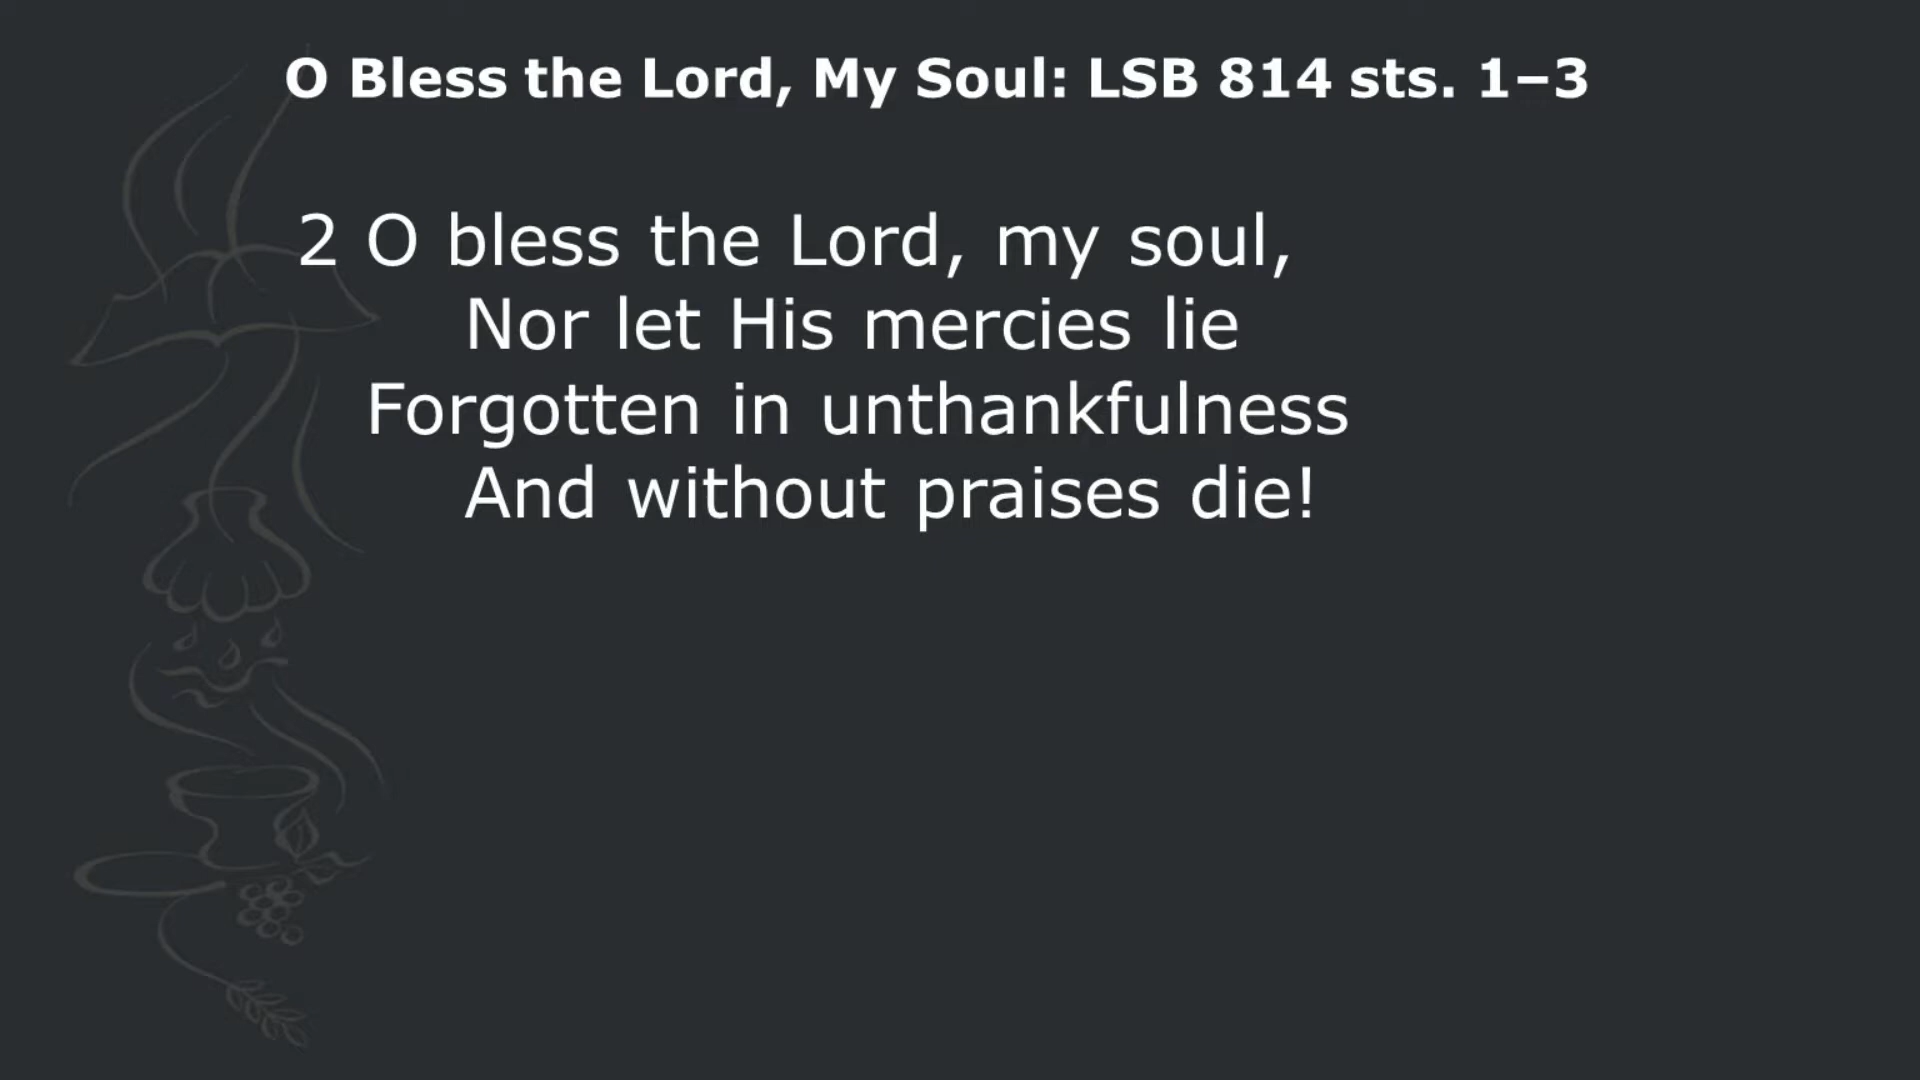 O Bless the Lord, My Soul: LSB 814 sts. 1–3
2 O bless the Lord, my soul,
Nor let His mercies lie
Forgotten in unthankfulness
And without praises die!